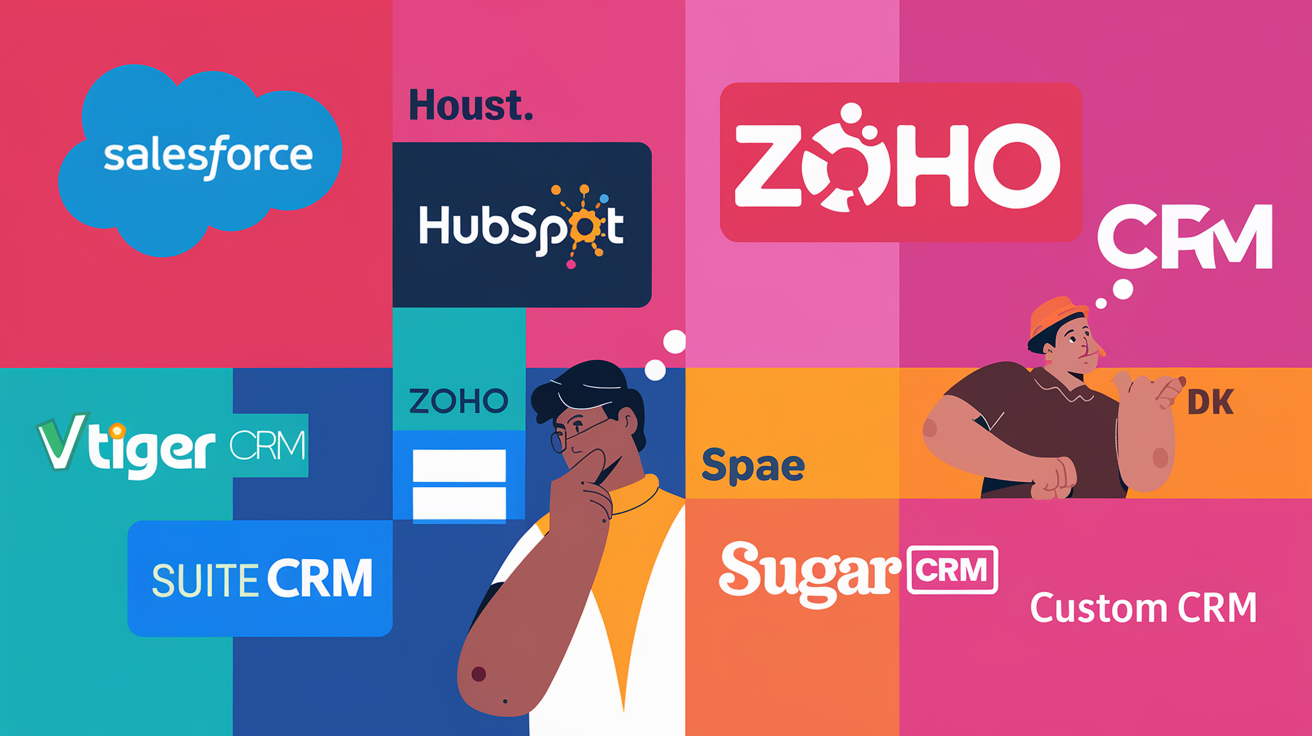 salesforce
Houst.
HubSpot
ZOHO
CRM
Vtiger CRM
ZOHO
DK
Spae
SUITE CRM
Sugar CRM
Custom CRM